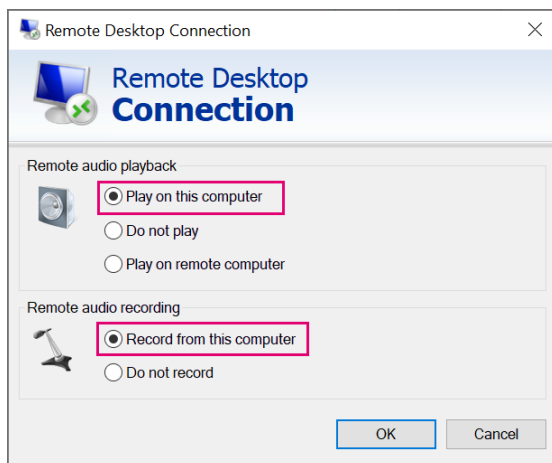 Remote Desktop Connection
Remote Desktop
Connection
Remote audio playback
Play on this computer
Do not play
Play on remote computer
Remote audio recording
Record from this computer
Do not record
OK Cancel